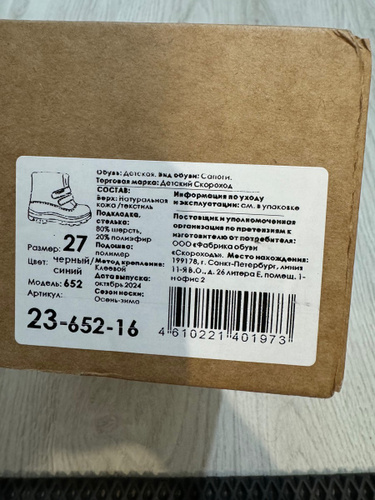 Обувь: Детская. Вид обуви: Сапоги.
Торговая марка: Детский Скороход
СОСТАВ:
Верх: Натуральная
кожа /текстиль
Подкладка,
стелька:
80% шерсть,
20% полиэфир
Подошва:
полимер
Метод крепления:
Клеевой
Дата выпуска:
октябрь 2024
Сезон носки:
Осень-зима
Информация по уходу
и эксплуатации: см. в упаковке
Поставщик и уполномоченная
организация по претензиям к
изготовителю от потребителя:
ООО «Фабрика обуви
«Скороход». Место нахождения:
199178, г. Санкт-Петербург, линия
11-я В.О., д. 26 литера Е, помещ. 1-
н офис 2
Размер: 27
Цвет: черный/
синий
Модель: 652
Артикул:
23-652-16
4 610221 401973